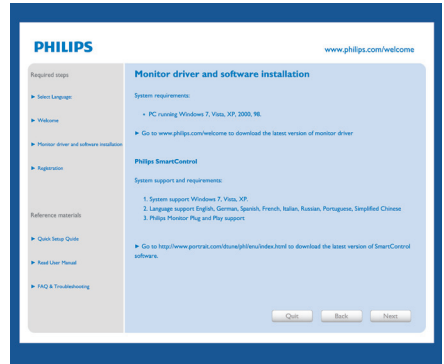 PHILIPS
www.philips.com/welcome
Required steps
► Select Language
► Welcome
► Monitor driver and software installation
► Registration
Reference materials
► Quick Setup Guide
► Read User Manual
► FAQ & Troubleshooting
Monitor driver and software installation
System requirements:
• PC running Windows 7, Vista, XP, 2000, 98.
► Go to www.philips.com/welcome to download the latest version of monitor driver
Philips SmartControl
System support and requirements:
1. System support Windows 7, Vista, XP.
2. Language support English, German, Spanish, French, Italian, Russian, Portuguese, Simplified Chinese
3. Philips Monitor Plug and Play support.
► Go to http://www.portrait.com/dtune/phl/enu/index.html to download the latest version of SmartControl
software.
Quit Back Next